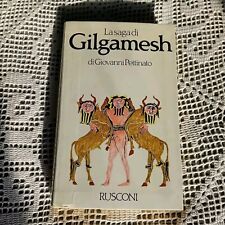 La saga di
Gilgamesh
di Giovanni Pettinato
RUSCONI